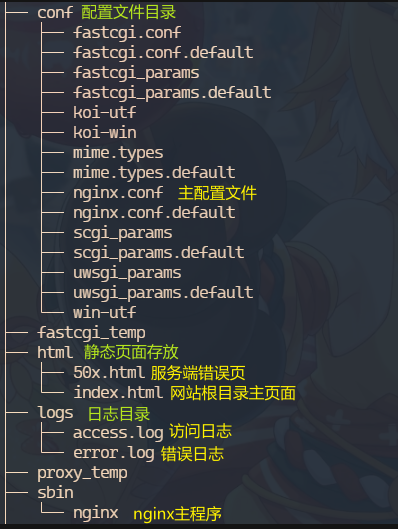 conf 配置文件目录
fastcgi.conf
fastcgi.conf.default
fastcgi_params
fastcgi_params.default
koi-utf
koi-win
mime.types
mime.types.default
nginx.conf 主配置文件
nginx.conf.default
scgi_params
scgi_params.default
uwsgi_params
uwsgi_params.default
win-utf
fastcgi_temp
html 静态页面存放
50x.html 服务端错误页
index.html 网站根目录主页面
logs 日志目录
access.log 访问日志
error.log 错误日志
proxy_temp
sbin
nginx nginx主程序